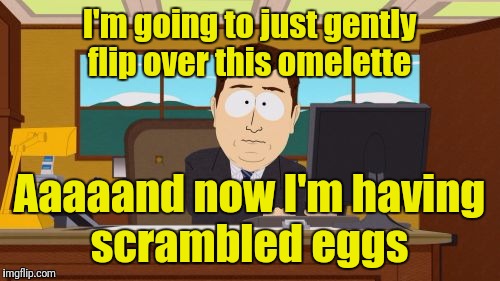 I'm going to just gently
flip over this omelette
Aaaaand now I'm having
scrambled eggs
imgflip.com